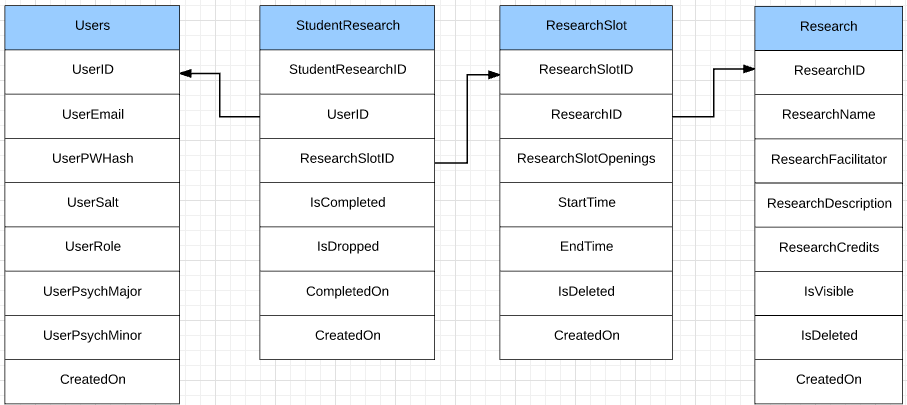 Users
UserID
UserEmail
UserPWHash
UserSalt
UserRole
UserPsychMajor
UserPsychMinor
CreatedOn
StudentResearch
StudentResearchID
UserID
ResearchSlotID
IsCompleted
IsDropped
CompletedOn
CreatedOn
ResearchSlot
ResearchSlotID
ResearchID
ResearchSlotOpenings
StartTime
EndTime
IsDeleted
CreatedOn
Research
ResearchID
ResearchName
ResearchFacilitator
ResearchDescription
ResearchCredits
IsVisible
IsDeleted
CreatedOn